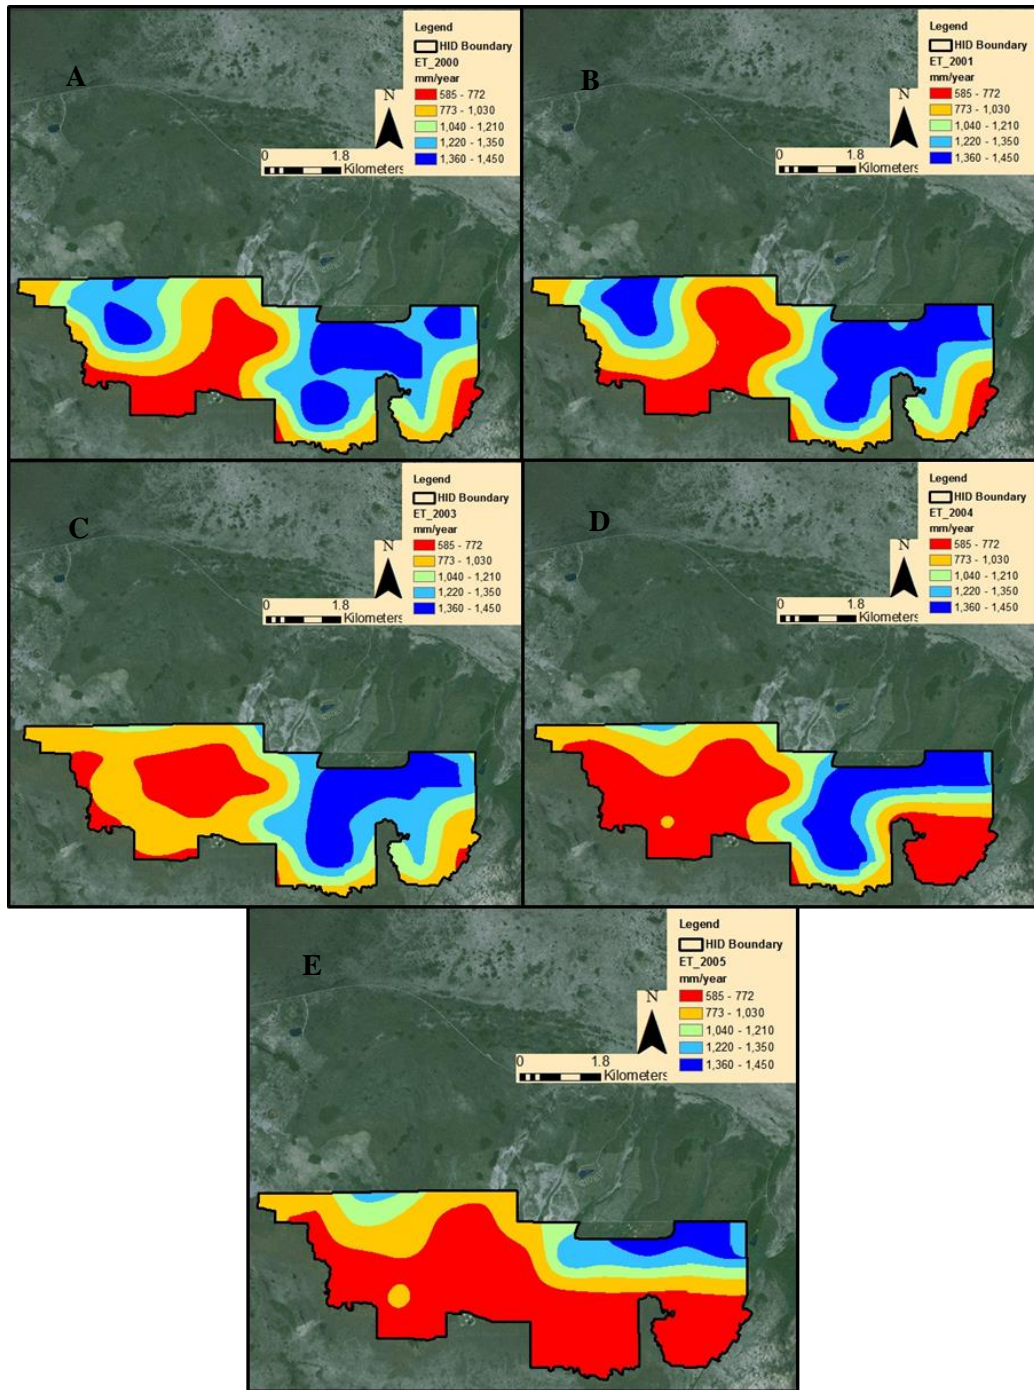 A
Legend
HID Boundary
ET_2000
mm/year
585 - 772
773 - 1,030
1,040 - 1,210
1,220 - 1,350
1,360 - 1,450
N
0 1.8
Kilometers
B
Legend
HID Boundary
ET_2001
mm/year
585 - 772
773 - 1,030
1,040 - 1,210
1,220 - 1,350
1,360 - 1,450
N
0 1.8
Kilometers
C
Legend
HID Boundary
ET_2003
mm/year
585 - 772
773 - 1,030
1,040 - 1,210
1,220 - 1,350
1,360 - 1,450
N
0 1.8
Kilometers
D
Legend
HID Boundary
ET_2004
mm/year
585 - 772
773 - 1,030
1,040 - 1,210
1,220 - 1,350
1,360 - 1,450
N
0 1.8
Kilometers
E
Legend
HID Boundary
ET_2005
mm/year
585 - 772
773 - 1,030
1,040 - 1,210
1,220 - 1,350
1,360 - 1,450
N
0 1.8
Kilometers